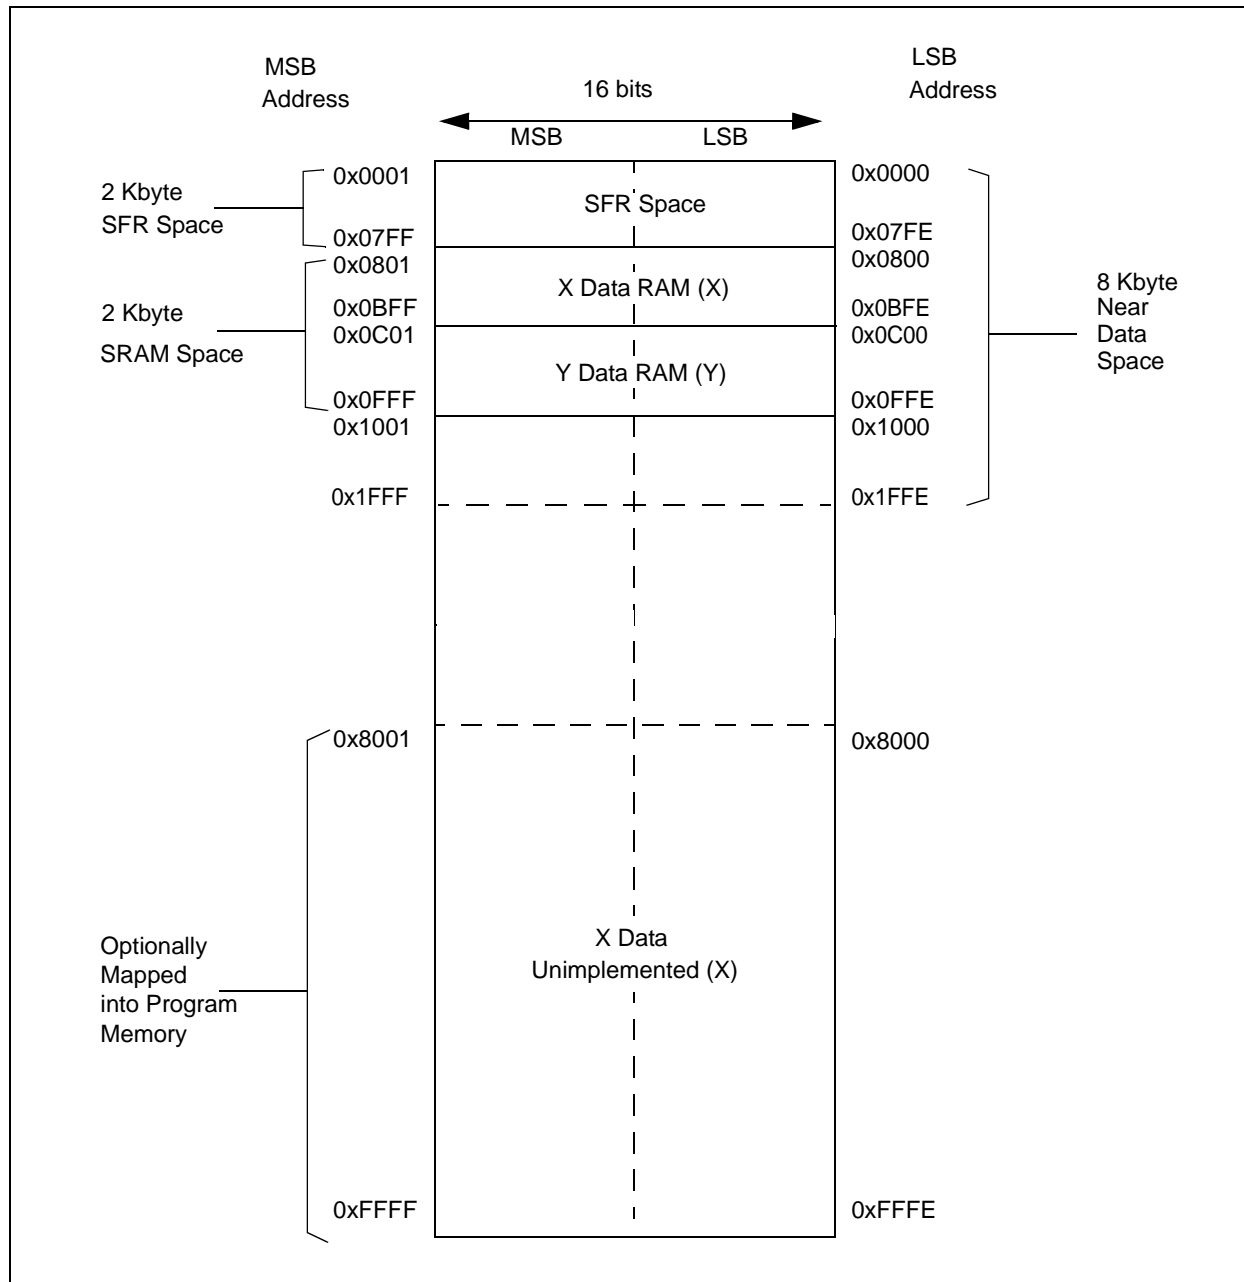 MSB
Address
LSB
Address
16 bits
MSB
LSB
2 Kbyte
SFR Space
0x0001
SFR Space
0x0000
0x07FF
0x07FE
0x0801
0x0800
2 Kbyte
SRAM Space
X Data RAM (X)
0x0BFF
0x0BFE
0x0C01
0x0C00
8 Kbyte
Near
Data
Space
Y Data RAM (Y)
0x0FFF
0x0FFE
0x1001
0x1000
0x1FFF
0x1FFE
0x8001
0x8000
Optionally
Mapped
into Program
Memory
X Data
Unimplemented (X)
0xFFFF
0xFFFE